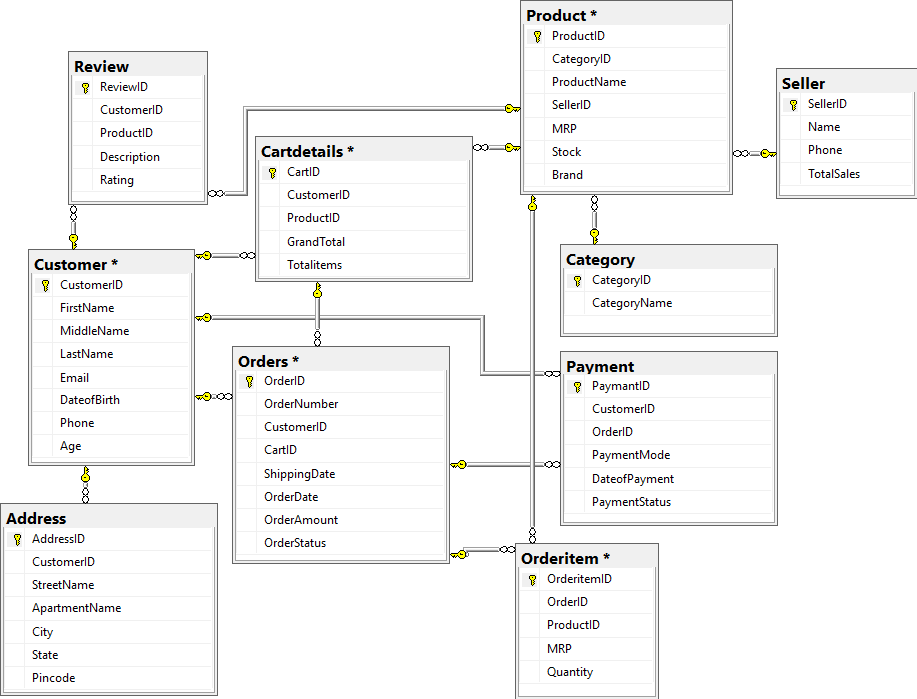 Product *
ProductID
CategoryID
ProductName
SellerID
MRP
Stock
Brand
Review
ReviewID
CustomerID
ProductID
Description
Rating
Seller
SellerID
Name
Phone
TotalSales
Cartdetails *
CartID
CustomerID
ProductID
GrandTotal
Totalitems
Customer *
CustomerID
FirstName
MiddleName
LastName
Email
DateofBirth
Phone
Age
Category
CategoryID
CategoryName
Orders *
OrderID
OrderNumber
CustomerID
CartID
ShippingDate
OrderDate
OrderAmount
OrderStatus
Payment
PaymantID
CustomerID
OrderID
PaymentMode
DateofPayment
PaymentStatus
Address
AddressID
CustomerID
StreetName
ApartmentName
City
State
Pincode
Orderitem *
OrderitemID
OrderID
ProductID
MRP
Quantity